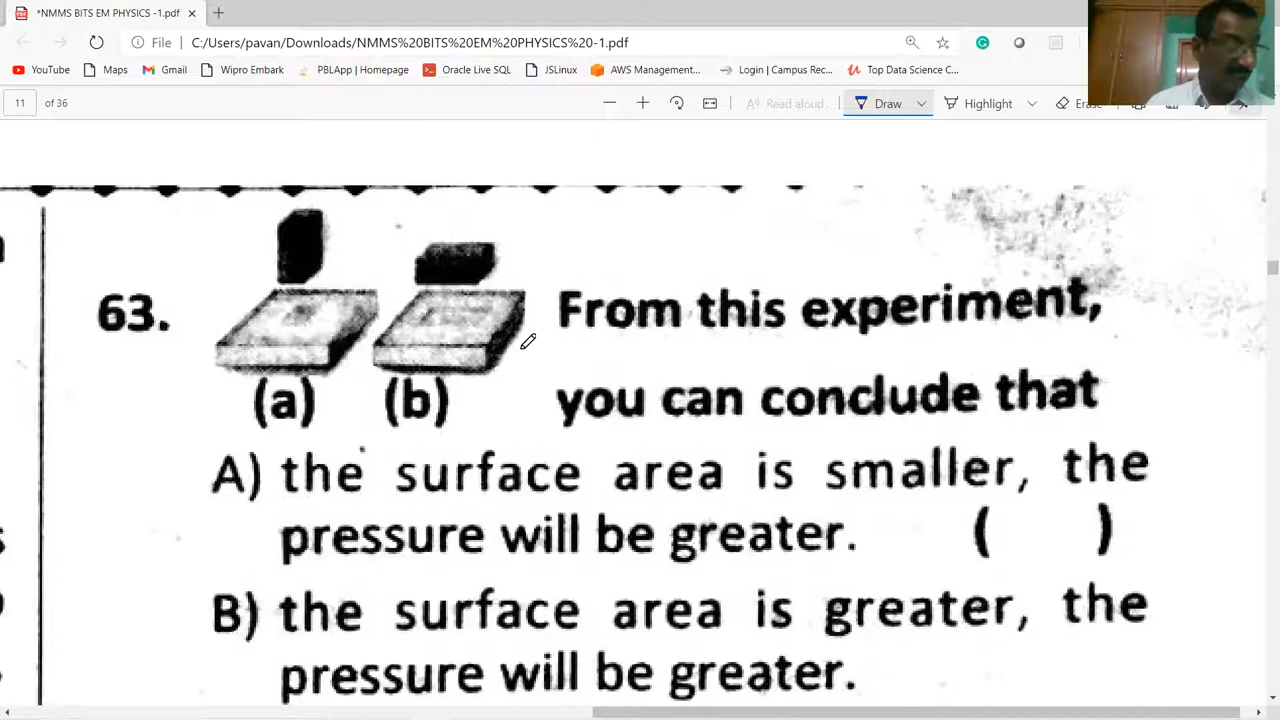 *NMMS BITS EM PHYSICS -1.pdf
File C:/Users/pavan/Downloads/NMMS%20BITS%20EM%20PHYSICS%20-1.pdf
YouTube Maps Gmail Wipro Embark PBLApp | Homepage Oracle Live SQL JSLinux AWS Management... Login | Campus Rec... Top Data Science C...
11 of 36 Read aloud Draw Highlight
63. From this experiment,
(a) (b) you can conclude that
A) the surface area is smaller, the
pressure will be greater. ( )
B) the surface area is greater, the
pressure will be greater.